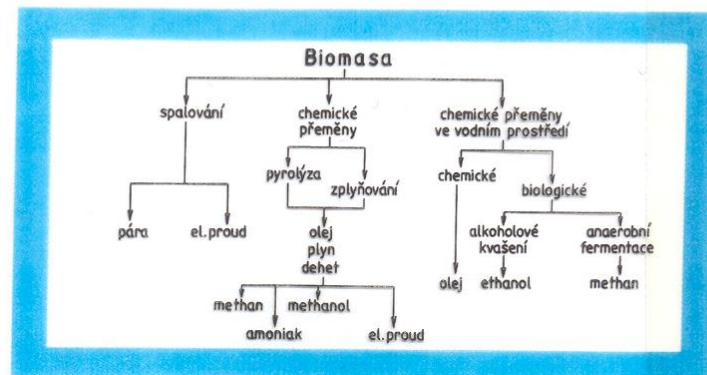 Biomasa
spalování
chemické
přeměny
chemické přeměny
ve vodním prostředí
pyrolýza
zplyňování
chemické
biologické
pára
el.proud
olej
plyn
dehet
alkoholové
kvašení
anaerobní
fermentace
olej
ethanol
methan
methan
methanol
amoniak
el.proud